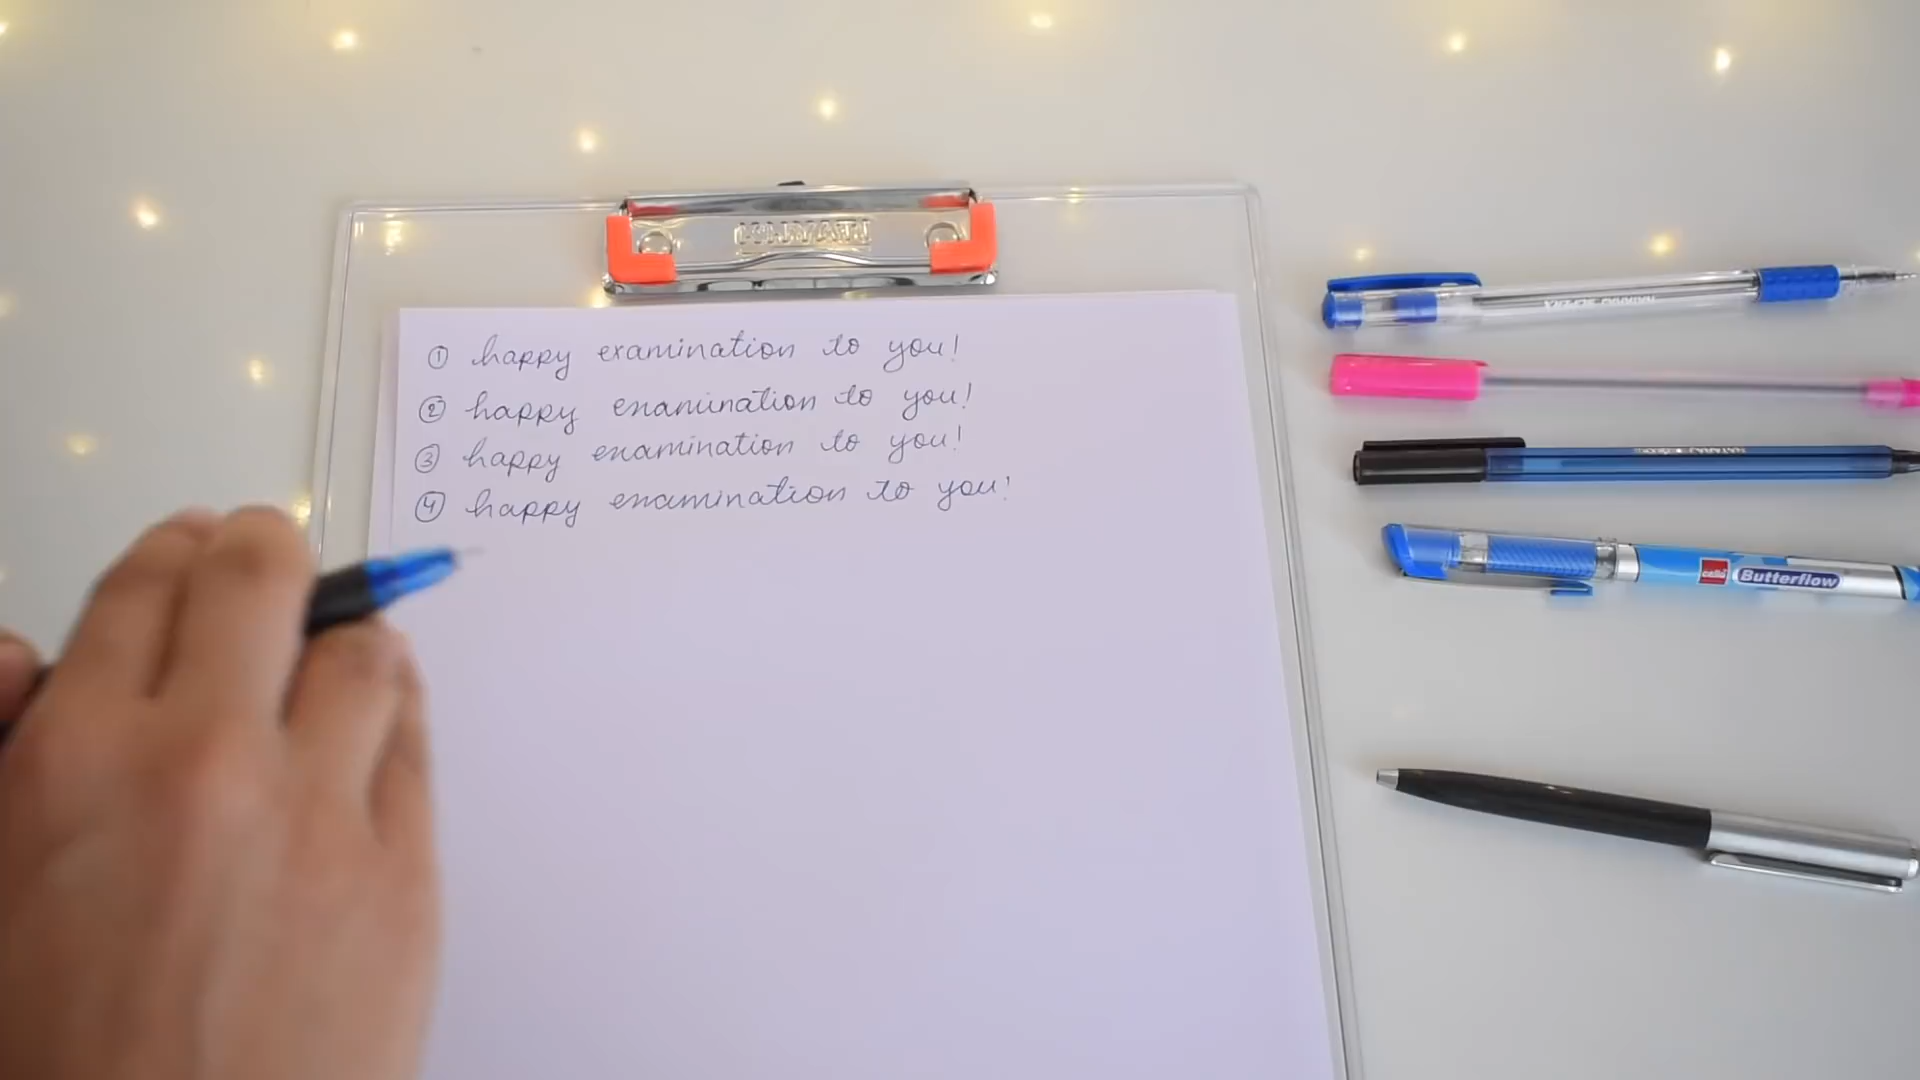 ① happy examination to you!
② happy examination to you!
③ happy examination to you!
④ happy examination to you!
cello Butterflow